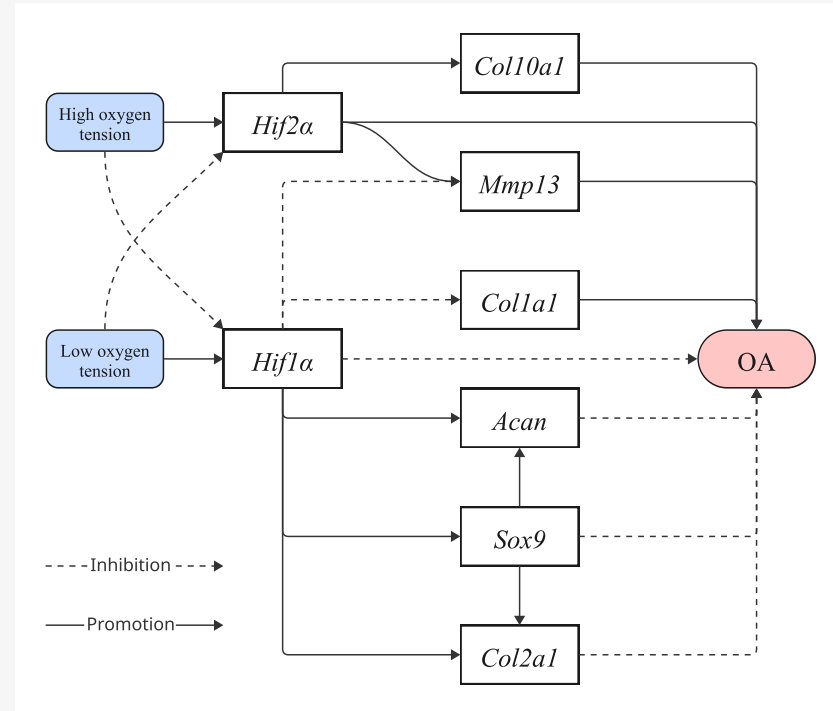 Col10a1
High oxygen
tension
Hif2α
Mmp13
Col1a1
Low oxygen
tension
Hif1α
OA
Acan
Sox9
Inhibition
Promotion
Col2a1